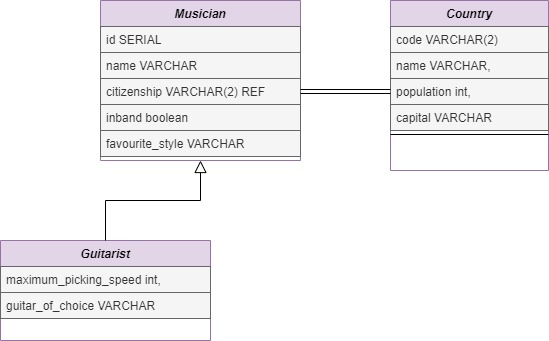 Musician
id SERIAL
name VARCHAR
citizenship VARCHAR(2) REF
inband boolean
favourite_style VARCHAR
Country
code VARCHAR(2)
name VARCHAR,
population int,
capital VARCHAR
Guitarist
maximum_picking_speed int,
guitar_of_choice VARCHAR